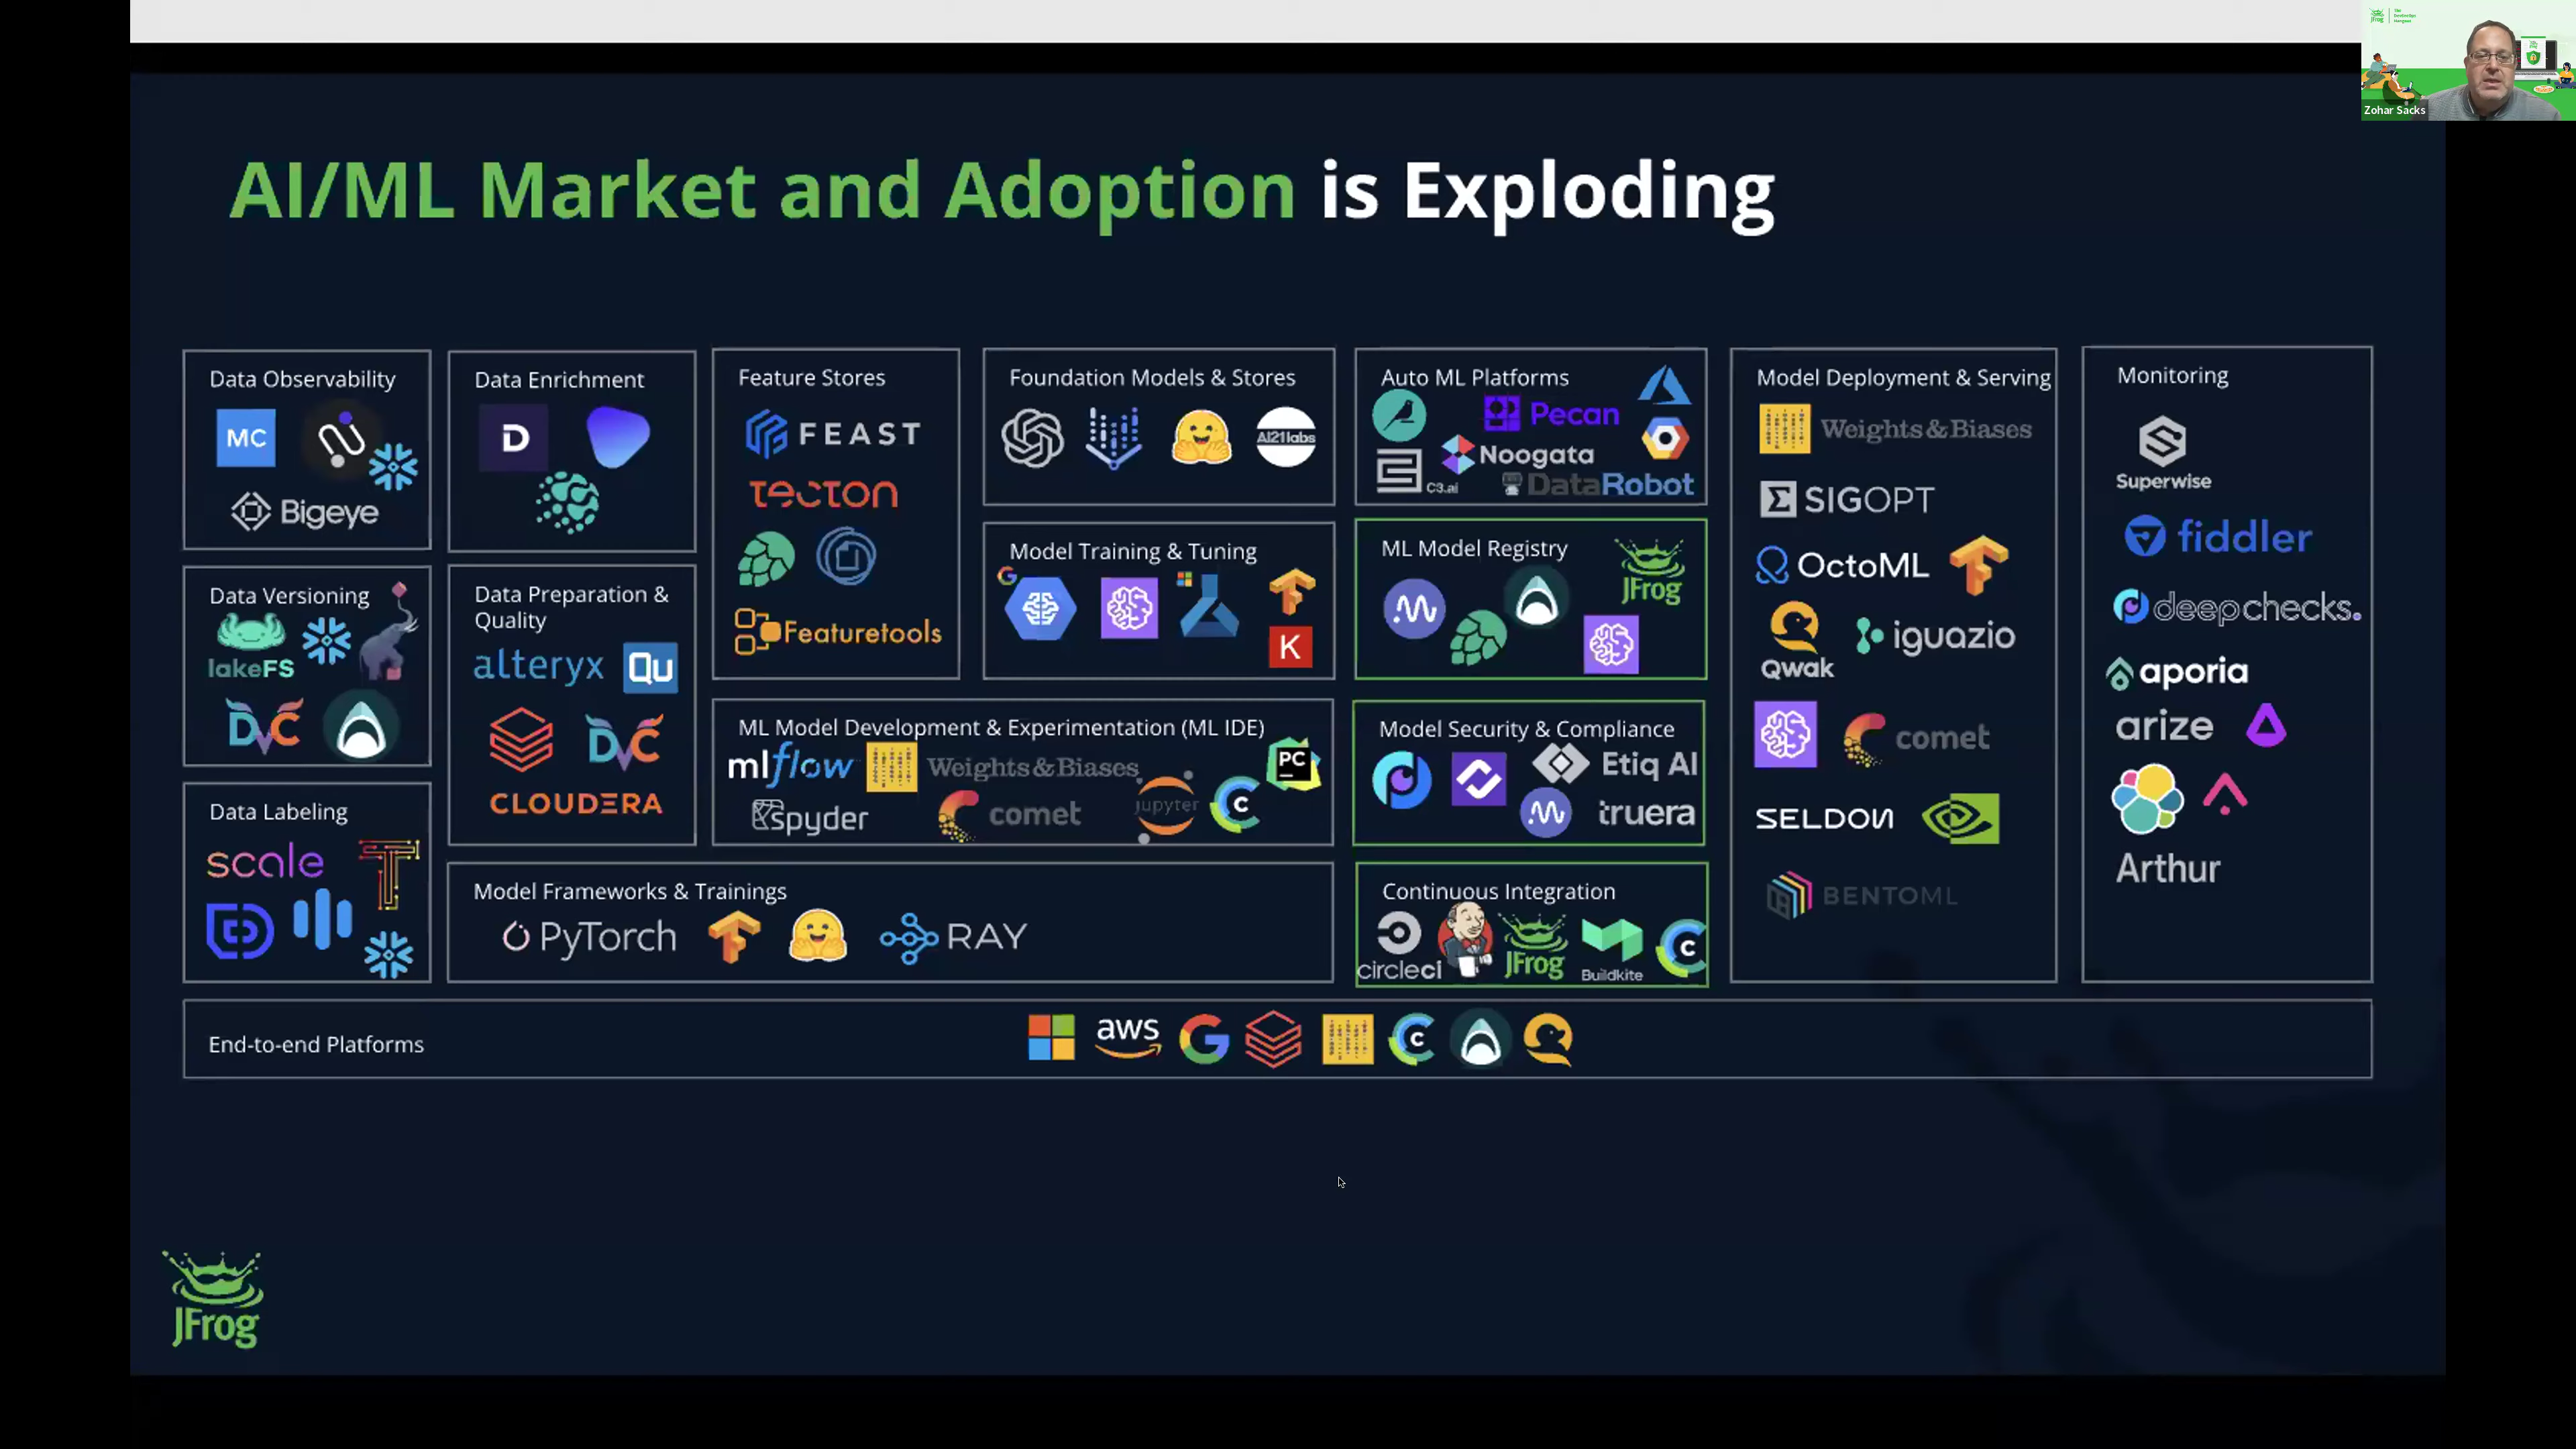 JFrog
The
DevSecOps
Hangout
Zohar Sacks
AI/ML Market and Adoption is Exploding
Data Observability
MC
Bigeye
Data Versioning
lakeFS
DVC
Data Labeling
scale
Data Enrichment
D
Data Preparation &
Quality
alteryx
Qu
DVC
CLOUDERA
Feature Stores
FEAST
TECTON
Featuretools
Foundation Models & Stores
AI21labs
Model Training & Tuning
G
K
ML Model Development & Experimentation (ML IDE)
mlflow
Weights & Biases
PC
spyder
comet
jupyter
C
Model Frameworks & Trainings
PyTorch
RAY
Auto ML Platforms
Pecan
Noogata
C3.ai
DataRobot
ML Model Registry
JFrog
Model Security & Compliance
Etiq AI
truera
Continuous Integration
circleci
JFrog
Buildkite
C
Model Deployment & Serving
Weights & Biases
SIGOPT
OctoML
Qwak
iguazio
comet
SELDON
BENTOML
Monitoring
Superwise
fiddler
deepchecks.
aporia
arize
Arthur
End-to-end Platforms
aws
G
C
JFrog